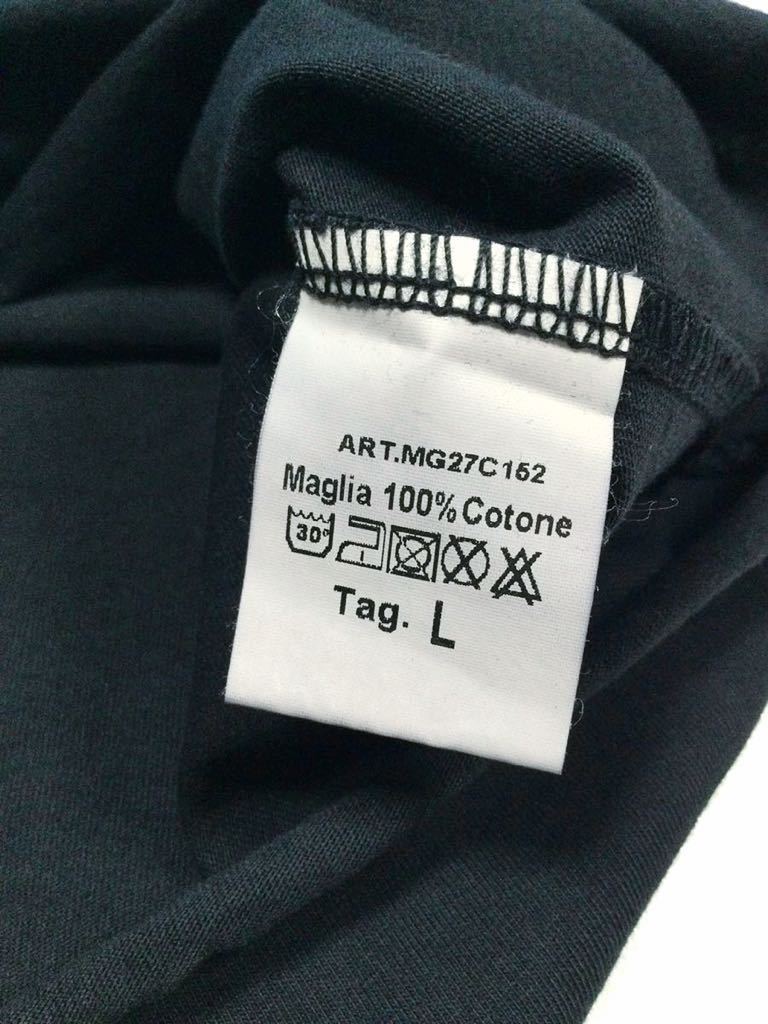 ART.MG27C152
Maglia 100% Cotone
30°
Tag. L